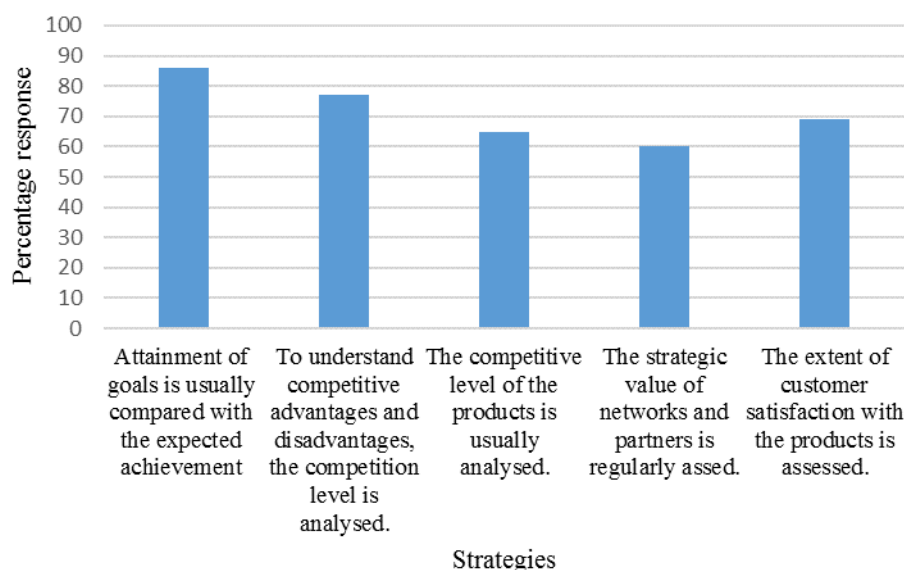 100
90
80
70
60
50
40
30
20
10
0
Percentage response
Attainment of
goals is usually
compared with
the expected
achievement
To understand
competitive
advantages and
disadvantages,
the competition
level is
analysed.
The competitive
level of the
products is
usually
analysed.
The strategic
value of
networks and
partners is
regularly assed.
The extent of
customer
satisfaction with
the products is
assessed.
Strategies